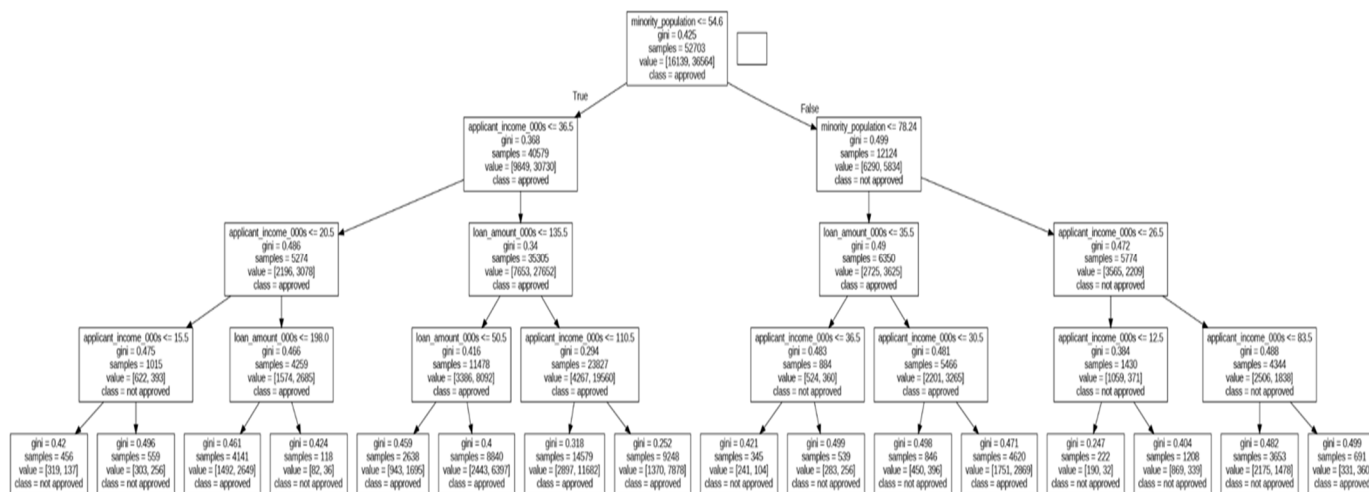 minority_population <= 54.6
gini = 0.425
samples = 52703
value = [16139, 36564]
class = approved
True
False
applicant_income_000s <= 36.5
gini = 0.368
samples = 40579
value = [9849, 30730]
class = approved
minority_population <= 78.24
gini = 0.499
samples = 12124
value = [6290, 5834]
class = not approved
applicant_income_000s <= 20.5
gini = 0.486
samples = 5274
value = [2196, 3078]
class = approved
loan_amount_000s <= 135.5
gini = 0.34
samples = 35305
value = [7653, 27652]
class = approved
loan_amount_000s <= 35.5
gini = 0.49
samples = 6350
value = [2725, 3625]
class = approved
applicant_income_000s <= 26.5
gini = 0.472
samples = 5774
value = [3565, 2209]
class = not approved
applicant_income_000s <= 15.5
gini = 0.475
samples = 1015
value = [622, 393]
class = not approved
loan_amount_000s <= 198.0
gini = 0.466
samples = 4259
value = [1574, 2685]
class = approved
loan_amount_000s <= 50.5
gini = 0.416
samples = 11478
value = [3386, 8092]
class = approved
applicant_income_000s <= 110.5
gini = 0.294
samples = 23827
value = [4267, 19560]
class = approved
applicant_income_000s <= 36.5
gini = 0.483
samples = 884
value = [524, 360]
class = not approved
applicant_income_000s <= 30.5
gini = 0.481
samples = 5466
value = [2201, 3265]
class = approved
applicant_income_000s <= 12.5
gini = 0.384
samples = 1430
value = [1059, 371]
class = not approved
applicant_income_000s <= 83.5
gini = 0.488
samples = 4344
value = [2506, 1838]
class = not approved
gini = 0.42
samples = 456
value = [319, 137]
class = not approved
gini = 0.496
samples = 559
value = [303, 256]
class = not approved
gini = 0.461
samples = 4141
value = [1492, 2649]
class = approved
gini = 0.424
samples = 118
value = [82, 36]
class = not approved
gini = 0.459
samples = 2638
value = [943, 1695]
class = approved
gini = 0.4
samples = 8840
value = [2443, 6397]
class = approved
gini = 0.318
samples = 14579
value = [2897, 11682]
class = approved
gini = 0.252
samples = 9248
value = [1370, 7878]
class = approved
gini = 0.421
samples = 345
value = [241, 104]
class = not approved
gini = 0.499
samples = 539
value = [283, 256]
class = not approved
gini = 0.498
samples = 846
value = [450, 396]
class = not approved
gini = 0.471
samples = 4620
value = [1751, 2869]
class = approved
gini = 0.247
samples = 222
value = [190, 32]
class = not approved
gini = 0.404
samples = 1208
value = [869, 339]
class = not approved
gini = 0.482
samples = 3653
value = [2175, 1478]
class = not approved
gini = 0.499
samples = 691
value = [331, 360
class = approved